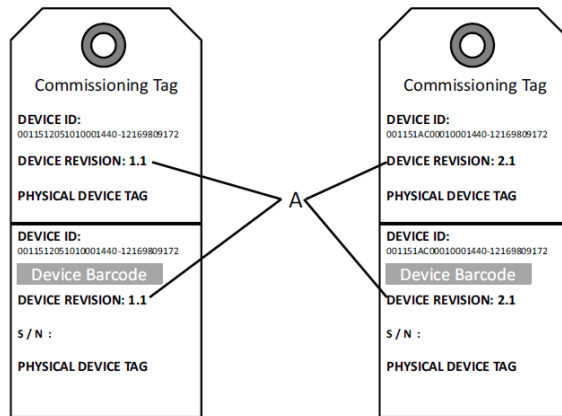 Commissioning Tag
DEVICE ID:
0011512051010001440-12169809172
DEVICE REVISION: 1.1
PHYSICAL DEVICE TAG
DEVICE ID:
0011512051010001440-12169809172
Device Barcode
DEVICE REVISION: 1.1
S / N :
PHYSICAL DEVICE TAG
A
Commissioning Tag
DEVICE ID:
001151AC00010001440-12169809172
DEVICE REVISION: 2.1
PHYSICAL DEVICE TAG
DEVICE ID:
001151AC00010001440-12169809172
Device Barcode
DEVICE REVISION: 2.1
S / N :
PHYSICAL DEVICE TAG